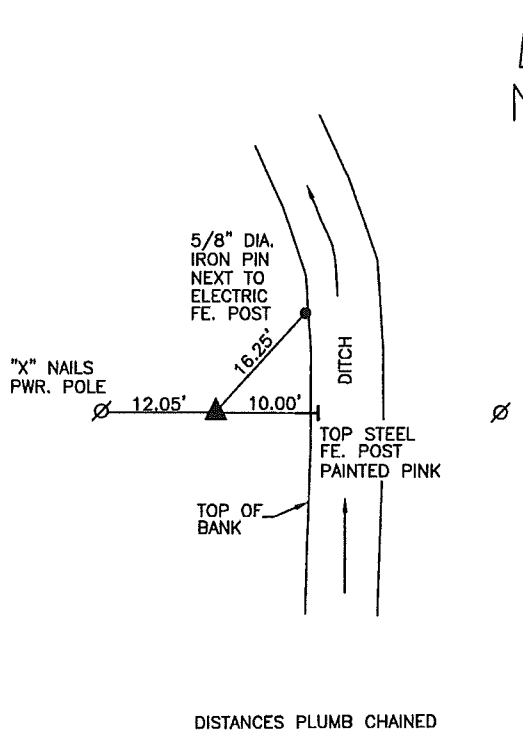 5/8" DIA.
IRON PIN
NEXT TO
ELECTRIC
FE. POST
16.25'
DITCH
"X" NAILS
PWR. POLE
12.05'
10.00'
TOP STEEL
FE. POST
PAINTED PINK
TOP OF
BANK
DISTANCES PLUMB CHAINED